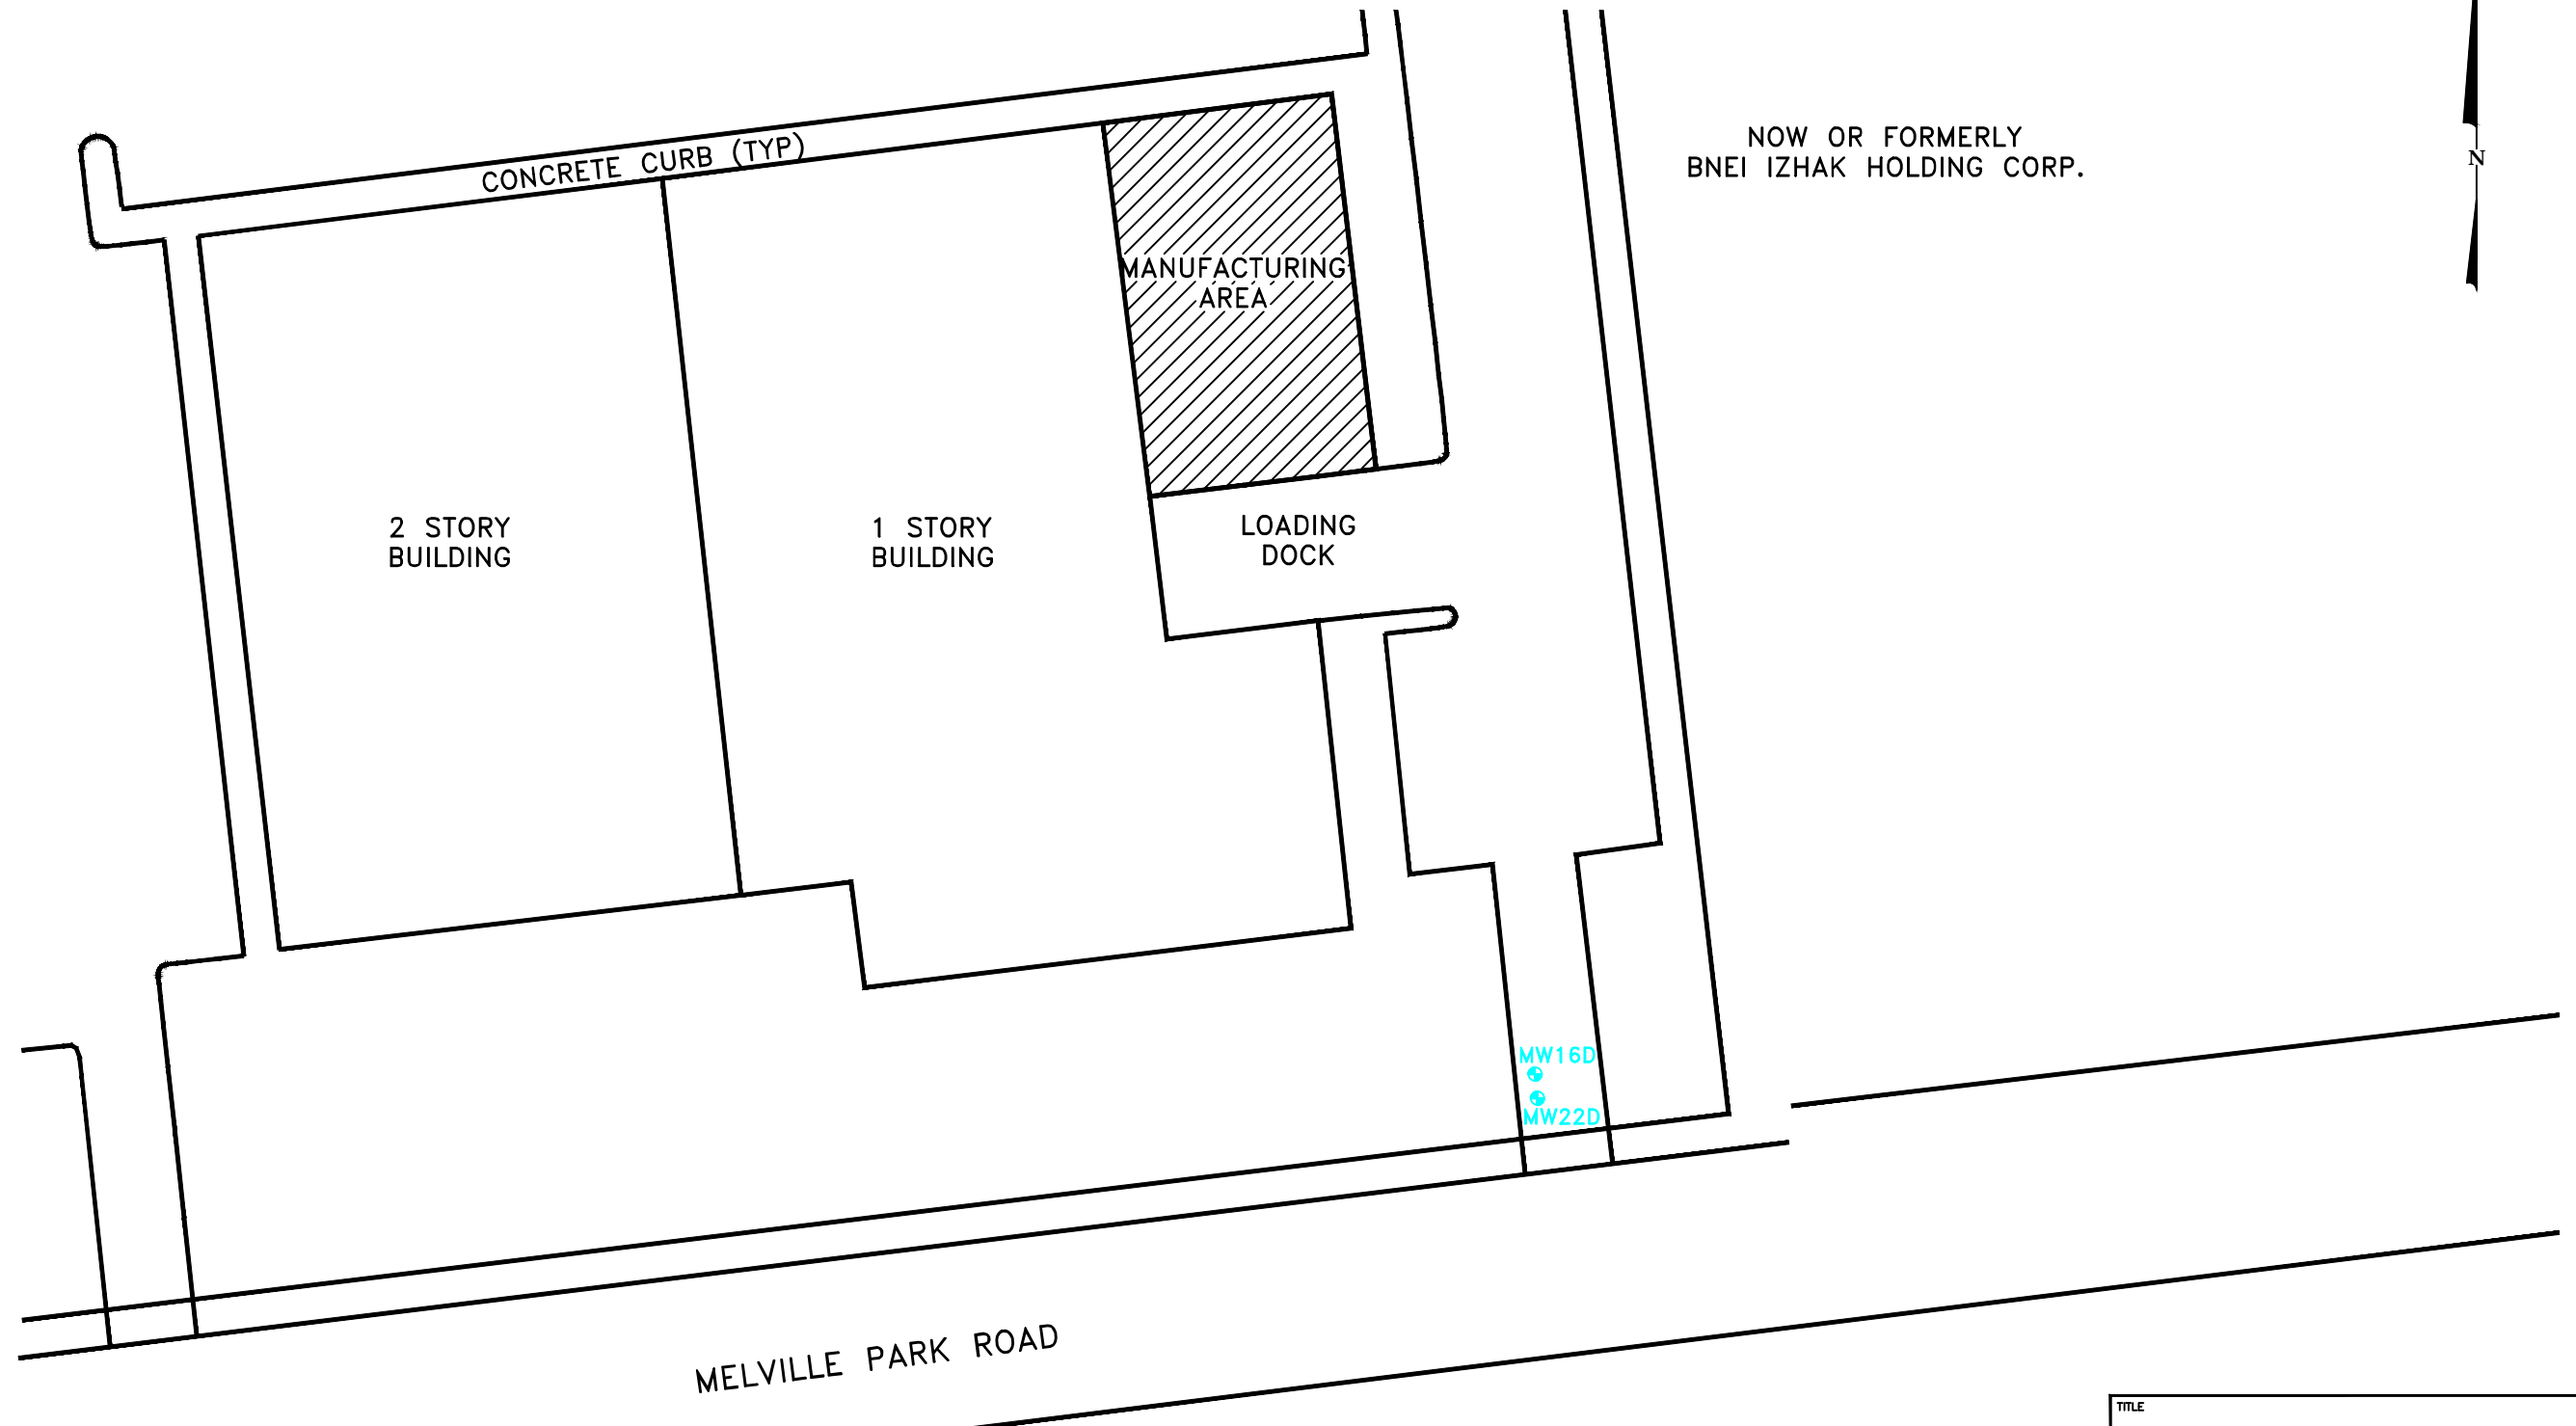 CONCRETE CURB (TYP)
NOW OR FORMERLY
BNEI IZHAK HOLDING CORP.
N
MANUFACTURING
AREA
2 STORY
BUILDING
1 STORY
BUILDING
LOADING
DOCK
MW16D
MW22D
MELVILLE PARK ROAD
TITLE